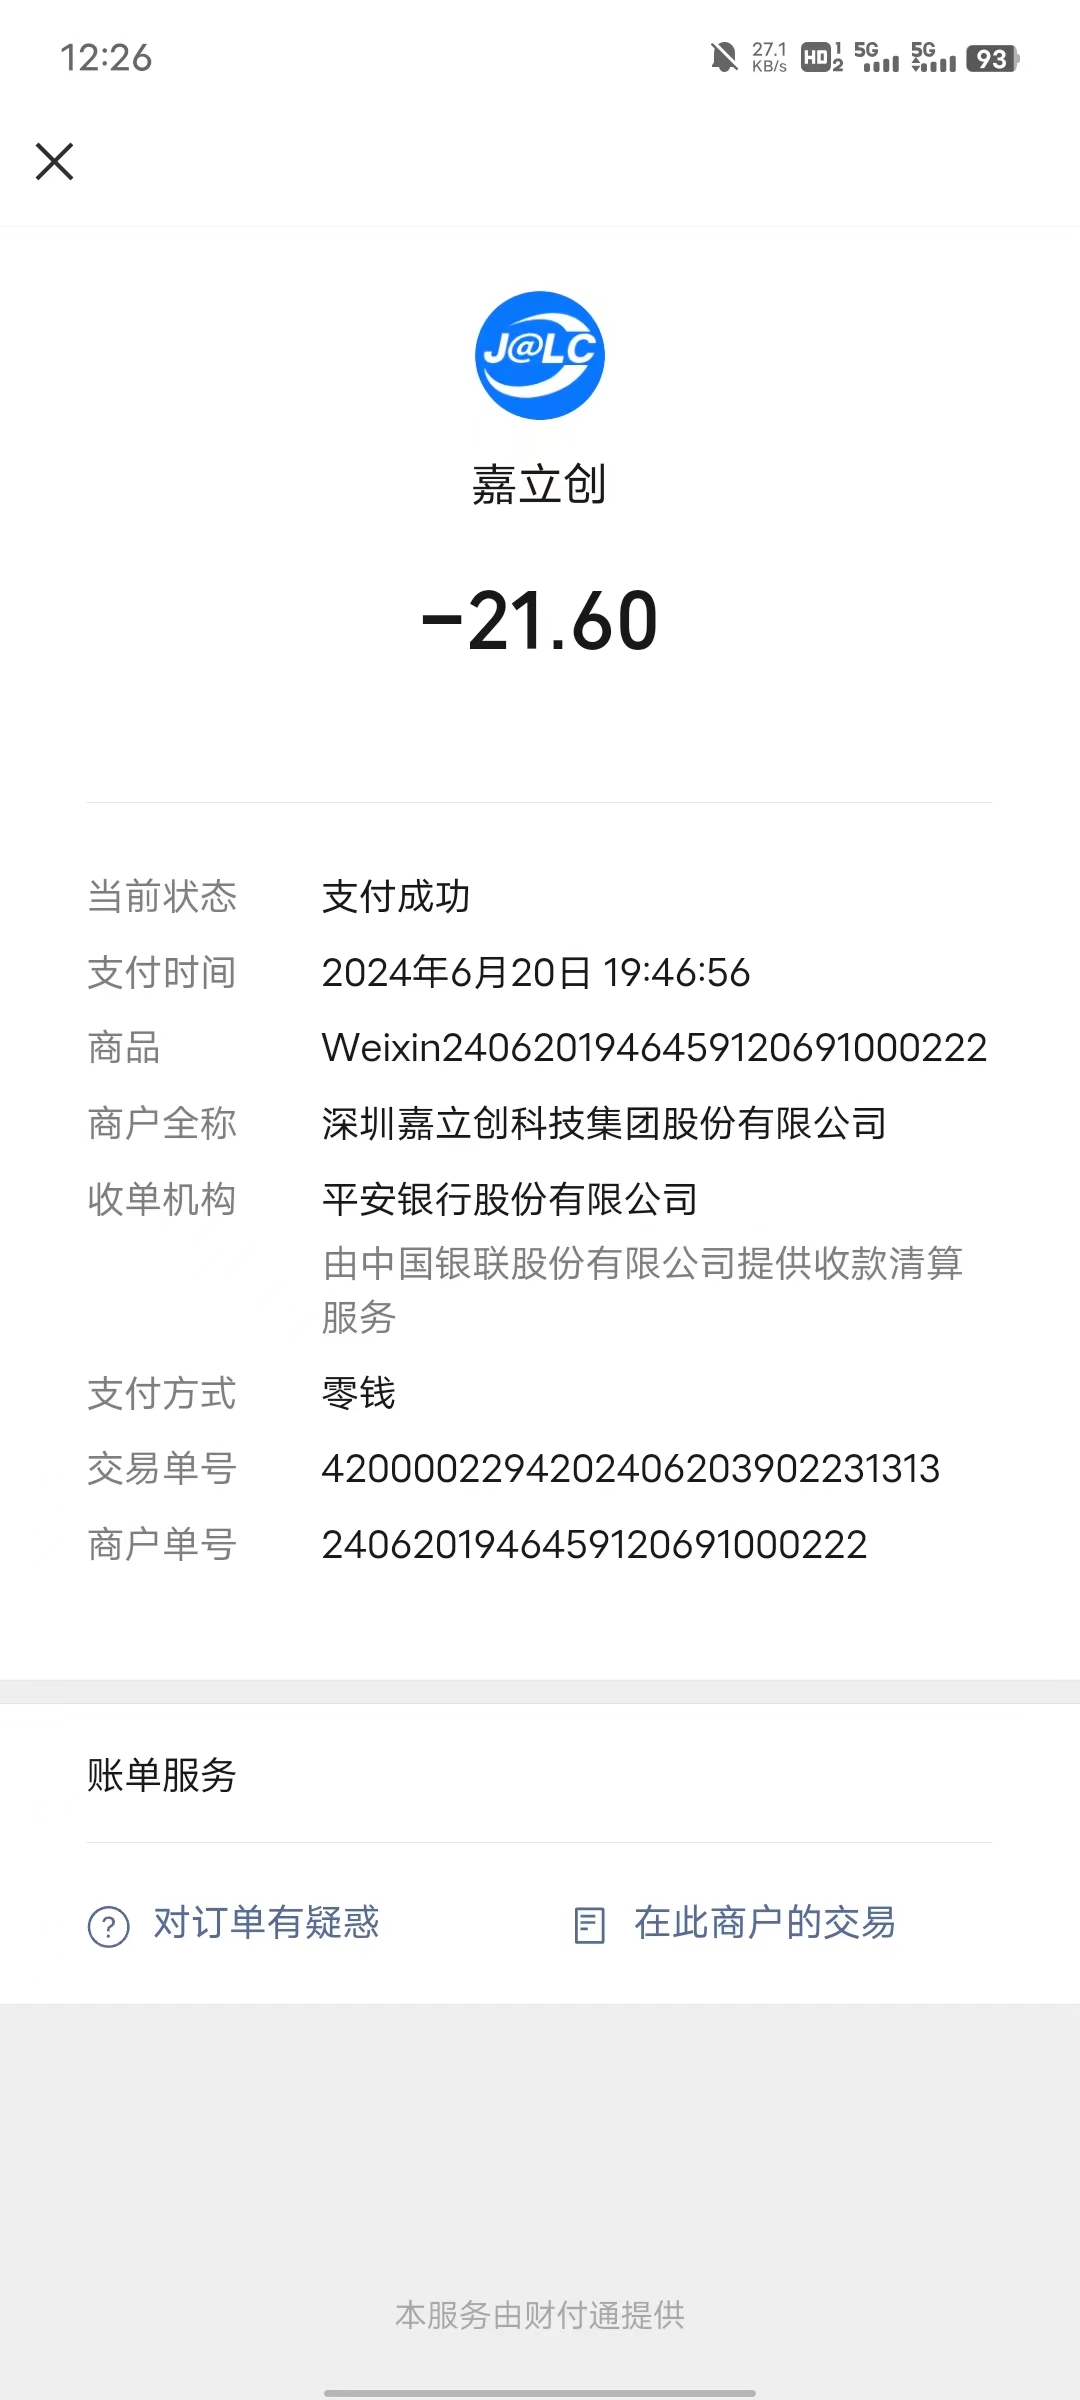 12:26
27.1
KB/s
HD
1
2
5G
5G
93
J@LC
嘉立创
-21.60
当前状态 支付成功
支付时间 2024年6月20日 19:46:56
商品 Weixin2406201946459120691000222
商户全称 深圳嘉立创科技集团股份有限公司
收单机构 平安银行股份有限公司
由中国银联股份有限公司提供收款清算
服务
支付方式 零钱
交易单号 4200002294202406203902231313
商户单号 2406201946459120691000222
账单服务
对订单有疑惑 在此商户的交易
本服务由财付通提供